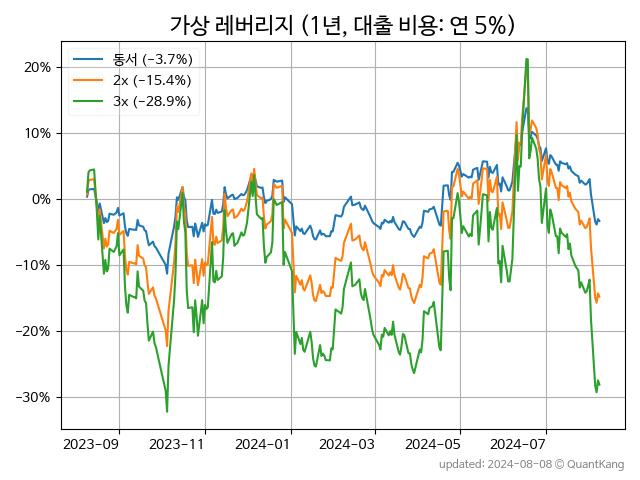 가상 레버리지 (1년, 대출 비용: 연 5%)
동서 (−3.7%)
2x (−15.4%)
3x (−28.9%)
20%
10%
0%
−10%
−20%
−30%
2023-09
2023-11
2024-01
2024-03
2024-05
2024-07
updated: 2024-08-08 © QuantKang